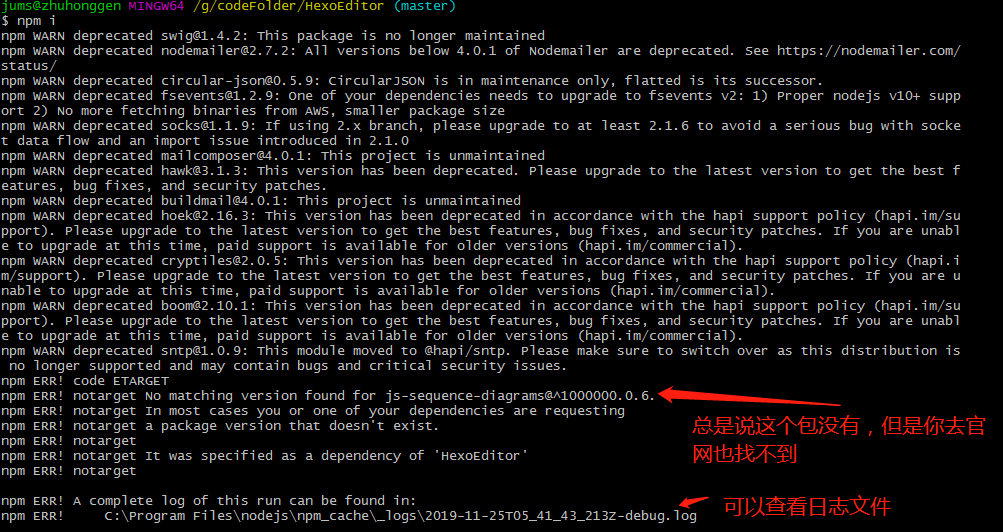 jums@zhuhonggen MINGW64 /g/codeFolder/HexoEditor (master)
$ npm i
npm WARN deprecated swig@1.4.2: This package is no longer maintained
npm WARN deprecated nodemailer@2.7.2: All versions below 4.0.1 of Nodemailer are deprecated. See https://nodemailer.com/
status/
npm WARN deprecated circular-json@0.5.9: CircularJSON is in maintenance only, flatted is its successor.
npm WARN deprecated fsevents@1.2.9: One of your dependencies needs to upgrade to fsevents v2: 1) Proper nodejs v10+ supp
ort 2) No more fetching binaries from AWS, smaller package size
npm WARN deprecated socks@1.1.9: If using 2.x branch, please upgrade to at least 2.1.6 to avoid a serious bug with socke
t data flow and an import issue introduced in 2.1.0
npm WARN deprecated mailcomposer@4.0.1: This project is unmaintained
npm WARN deprecated hawk@3.1.3: This version has been deprecated. Please upgrade to the latest version to get the best f
eatures, bug fixes, and security patches.
npm WARN deprecated buildmail@4.0.1: This project is unmaintained
npm WARN deprecated hoek@2.16.3: This version has been deprecated in accordance with the hapi support policy (hapi.im/su
pport). Please upgrade to the latest version to get the best features, bug fixes, and security patches. If you are unabl
e to upgrade at this time, paid support is available for older versions (hapi.im/commercial).
npm WARN deprecated cryptiles@2.0.5: This version has been deprecated in accordance with the hapi support policy (hapi.i
m/support). Please upgrade to the latest version to get the best features, bug fixes, and security patches. If you are u
nable to upgrade at this time, paid support is available for older versions (hapi.im/commercial).
npm WARN deprecated boom@2.10.1: This version has been deprecated in accordance with the hapi support policy (hapi.im/su
pport). Please upgrade to the latest version to get the best features, bug fixes, and security patches. If you are unabl
e to upgrade at this time, paid support is available for older versions (hapi.im/commercial).
npm WARN deprecated sntp@1.0.9: This module moved to @hapi/sntp. Please make sure to switch over as this distribution is
 no longer supported and may contain bugs and critical security issues.
npm ERR! code ETARGET
npm ERR! notarget No matching version found for js-sequence-diagrams@^1000000.0.6.
npm ERR! notarget In most cases you or one of your dependencies are requesting
npm ERR! notarget a package version that doesn't exist.
npm ERR! notarget
npm ERR! notarget It was specified as a dependency of 'HexoEditor'
npm ERR! notarget
总是说这个包没有，但是你去官
网也找不到
npm ERR! A complete log of this run can be found in:
npm ERR!     C:\Program Files\nodejs\npm_cache\_logs\2019-11-25T05_41_43_213Z-debug.log
可以查看日志文件